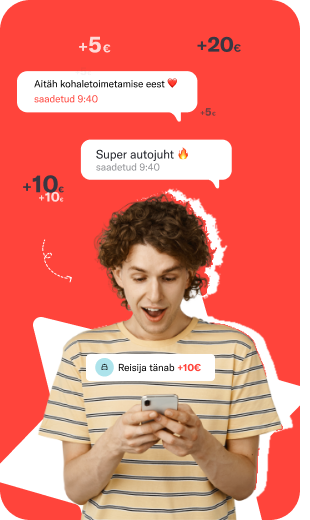 +5€
+20€
Aitäh kohaletoimetamise eest ❤️
saadetud 9:40
+5€
Super autojuht 🔥
saadetud 9:40
+10€
+10€
Reisija tänab +10€